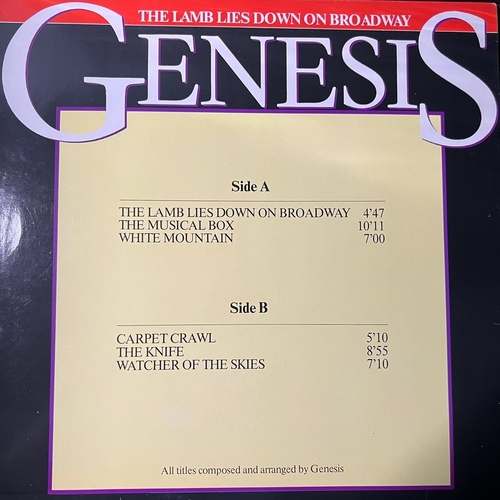 THE LAMB LIES DOWN ON BROADWAY
GENESIS
Side A
THE LAMB LIES DOWN ON BROADWAY 4'47
THE MUSICAL BOX 10'11
WHITE MOUNTAIN 7'00
Side B
CARPET CRAWL 5'10
THE KNIFE 8'55
WATCHER OF THE SKIES 7'10
All titles composed and arranged by Genesis